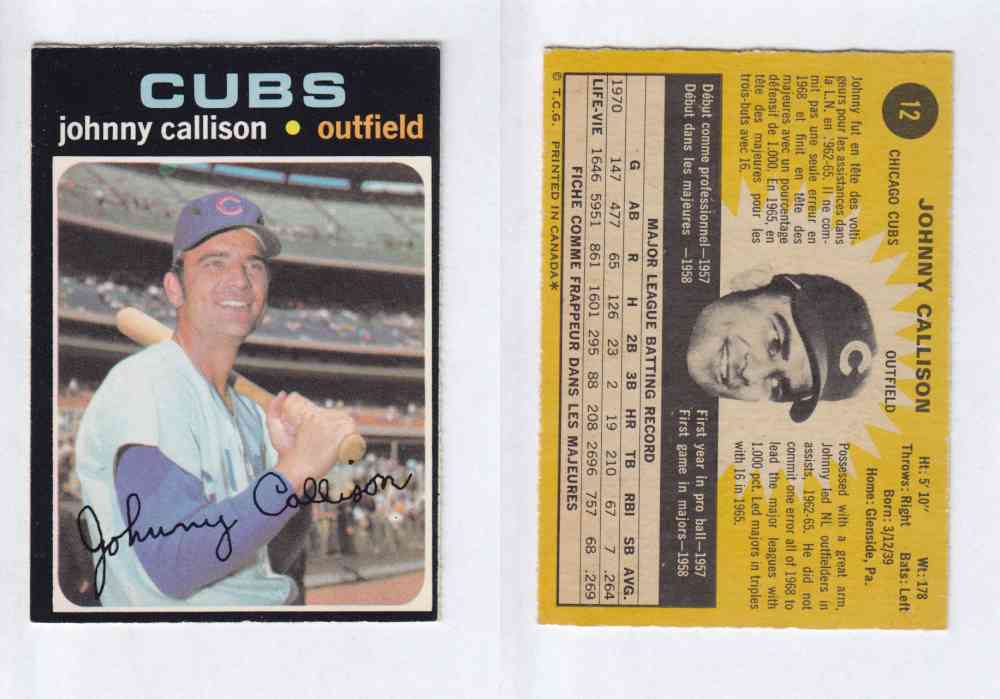 CUBS
johnny callison • outfield
C
Johnny Callison
12
JOHNNY CALLISON
CHICAGO CUBS
OUTFIELD
Ht: 5' 10" Wt: 178
Throws: Right Bats: Left
Born: 3/12/39
Home: Glenside, Pa.
Johnny fut en tête des volti-
geurs pour les assistances dans
la L.N. en .962-65. Il ne com-
mit pas une seule erreur en
1968 et finit en tête des
majeures avec un pourcentage
défensif de 1.000. En 1965, en
tête des majeures pour les
trois-buts avec 16.
C
Possessed with a great arm,
Johnny led NL outfielders in
assists, 1962-65. He did not
commit one error all of 1968 to
lead the major leagues with
1.000 pct. Led majors in triples
with 16 in 1965.
Début comme professionnel—1957
Début dans les majeures —1958
First year in pro ball—1957
First game in majors—1958
MAJOR LEAGUE BATTING RECORD
G AB R H 2B 3B HR TB RBI SB AVG.
1970 147 477 65 126 23 2 19 210 67 7 .264
LIFE-VIE 1646 5951 861 1601 295 88 208 2696 757 68 .269
FICHE COMME FRAPPEUR DANS LES MAJEURES
© T.C.G. PRINTED IN CANADA*